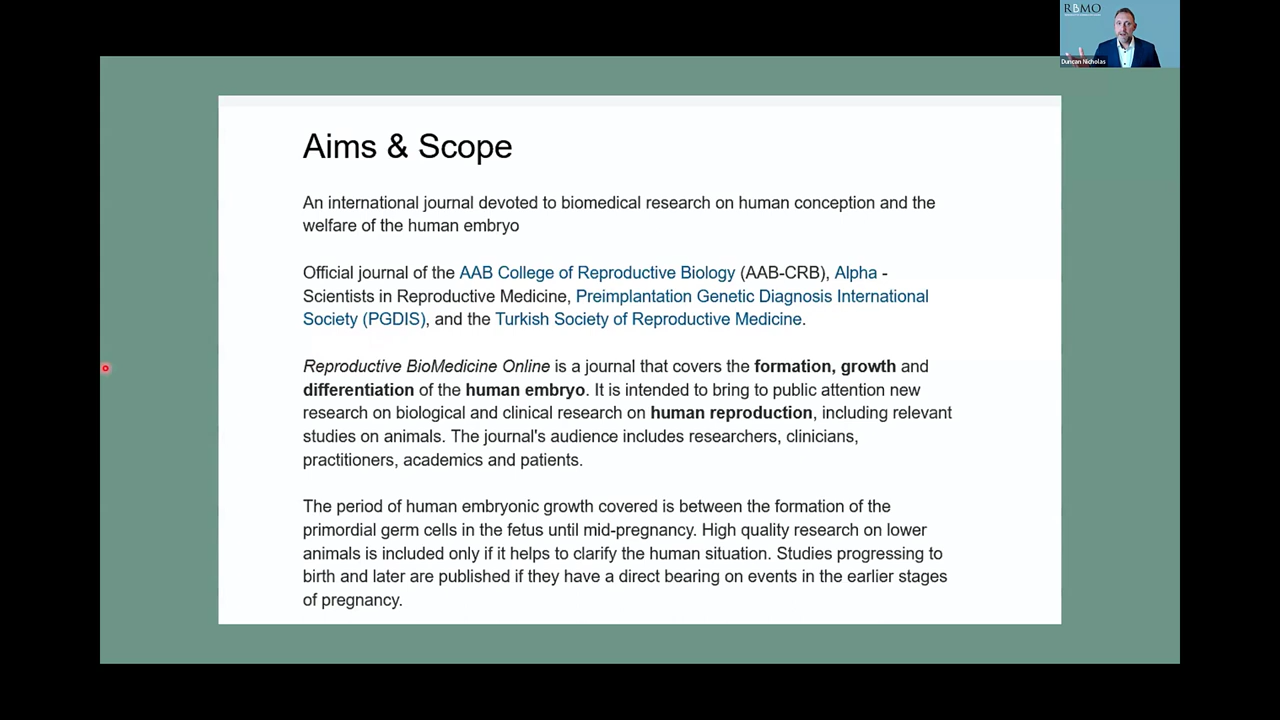 RBMO
Duncan Nicholas
Aims & Scope
An international journal devoted to biomedical research on human conception and the
welfare of the human embryo
Official journal of the AAB College of Reproductive Biology (AAB-CRB), Alpha -
Scientists in Reproductive Medicine, Preimplantation Genetic Diagnosis International
Society (PGDIS), and the Turkish Society of Reproductive Medicine.
Reproductive BioMedicine Online is a journal that covers the formation, growth and
differentiation of the human embryo. It is intended to bring to public attention new
research on biological and clinical research on human reproduction, including relevant
studies on animals. The journal's audience includes researchers, clinicians,
practitioners, academics and patients.
The period of human embryonic growth covered is between the formation of the
primordial germ cells in the fetus until mid-pregnancy. High quality research on lower
animals is included only if it helps to clarify the human situation. Studies progressing to
birth and later are published if they have a direct bearing on events in the earlier stages
of pregnancy.